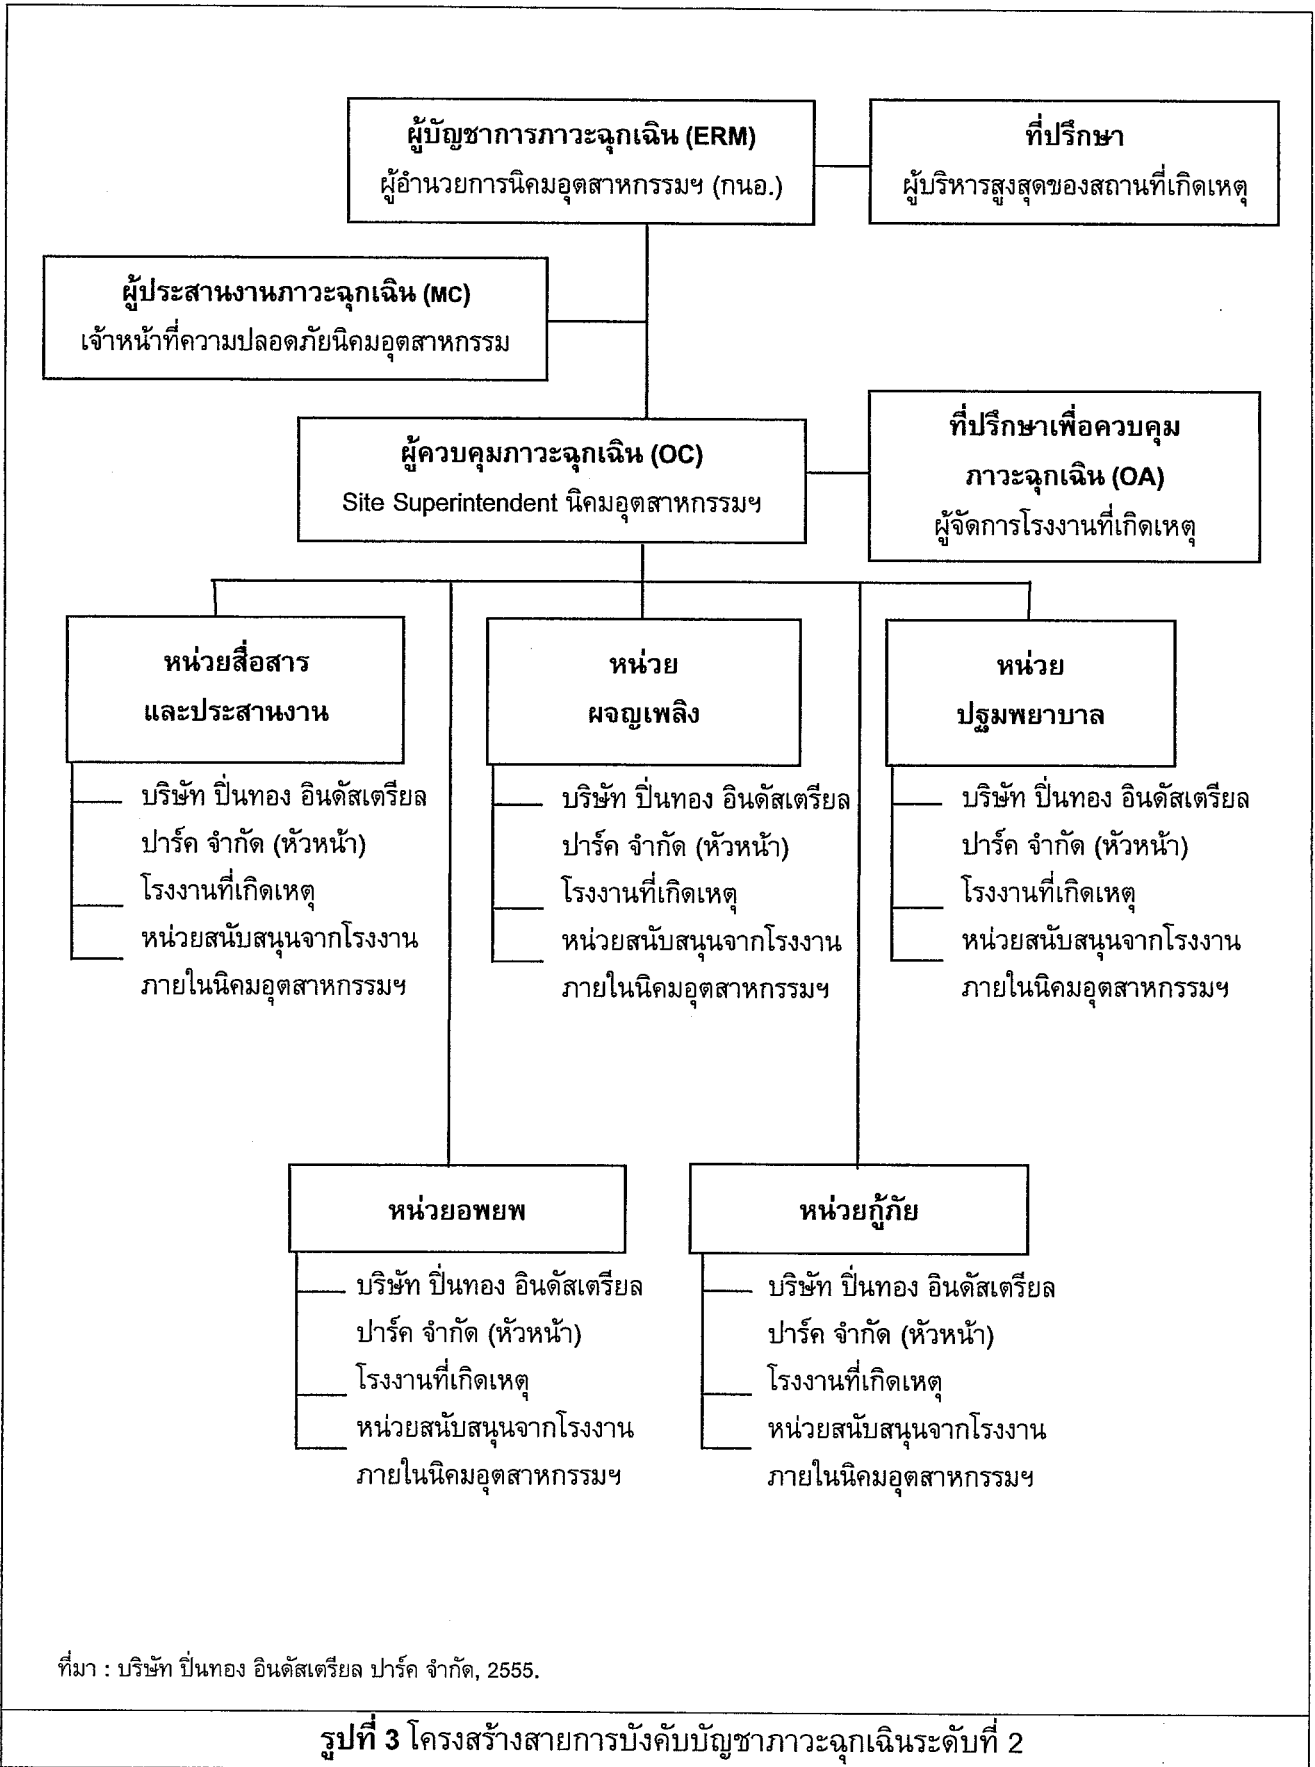 ผู้บัญชาการภาวะฉุกเฉิน (ERM)
ผู้อำนวยการนิคมอุตสาหกรรมฯ (กนอ.)
ที่ปรึกษา
ผู้บริหารสูงสุดของสถานที่เกิดเหตุ
ผู้ประสานงานภาวะฉุกเฉิน (MC)
เจ้าหน้าที่ความปลอดภัยนิคมอุตสาหกรรม
ผู้ควบคุมภาวะฉุกเฉิน (OC)
Site Superintendent นิคมอุตสาหกรรมฯ
ที่ปรึกษาเพื่อควบคุม
ภาวะฉุกเฉิน (OA)
ผู้จัดการโรงงานที่เกิดเหตุ
หน่วยสื่อสาร
และประสานงาน
บริษัท ปิ่นทอง อินดัสเตรียล
ปาร์ค จำกัด (หัวหน้า)
โรงงานที่เกิดเหตุ
หน่วยสนับสนุนจากโรงงาน
ภายในนิคมอุตสาหกรรมฯ
หน่วย
ผจญเพลิง
บริษัท ปิ่นทอง อินดัสเตรียล
ปาร์ค จำกัด (หัวหน้า)
โรงงานที่เกิดเหตุ
หน่วยสนับสนุนจากโรงงาน
ภายในนิคมอุตสาหกรรมฯ
หน่วย
ปฐมพยาบาล
บริษัท ปิ่นทอง อินดัสเตรียล
ปาร์ค จำกัด (หัวหน้า)
โรงงานที่เกิดเหตุ
หน่วยสนับสนุนจากโรงงาน
ภายในนิคมอุตสาหกรรมฯ
หน่วยอพยพ
บริษัท ปิ่นทอง อินดัสเตรียล
ปาร์ค จำกัด (หัวหน้า)
โรงงานที่เกิดเหตุ
หน่วยสนับสนุนจากโรงงาน
ภายในนิคมอุตสาหกรรมฯ
หน่วยกู้ภัย
บริษัท ปิ่นทอง อินดัสเตรียล
ปาร์ค จำกัด (หัวหน้า)
โรงงานที่เกิดเหตุ
หน่วยสนับสนุนจากโรงงาน
ภายในนิคมอุตสาหกรรมฯ
ที่มา : บริษัท ปิ่นทอง อินดัสเตรียล ปาร์ค จำกัด, 2555.
รูปที่ 3 โครงสร้างสายการบังคับบัญชาภาวะฉุกเฉินระดับที่ 2